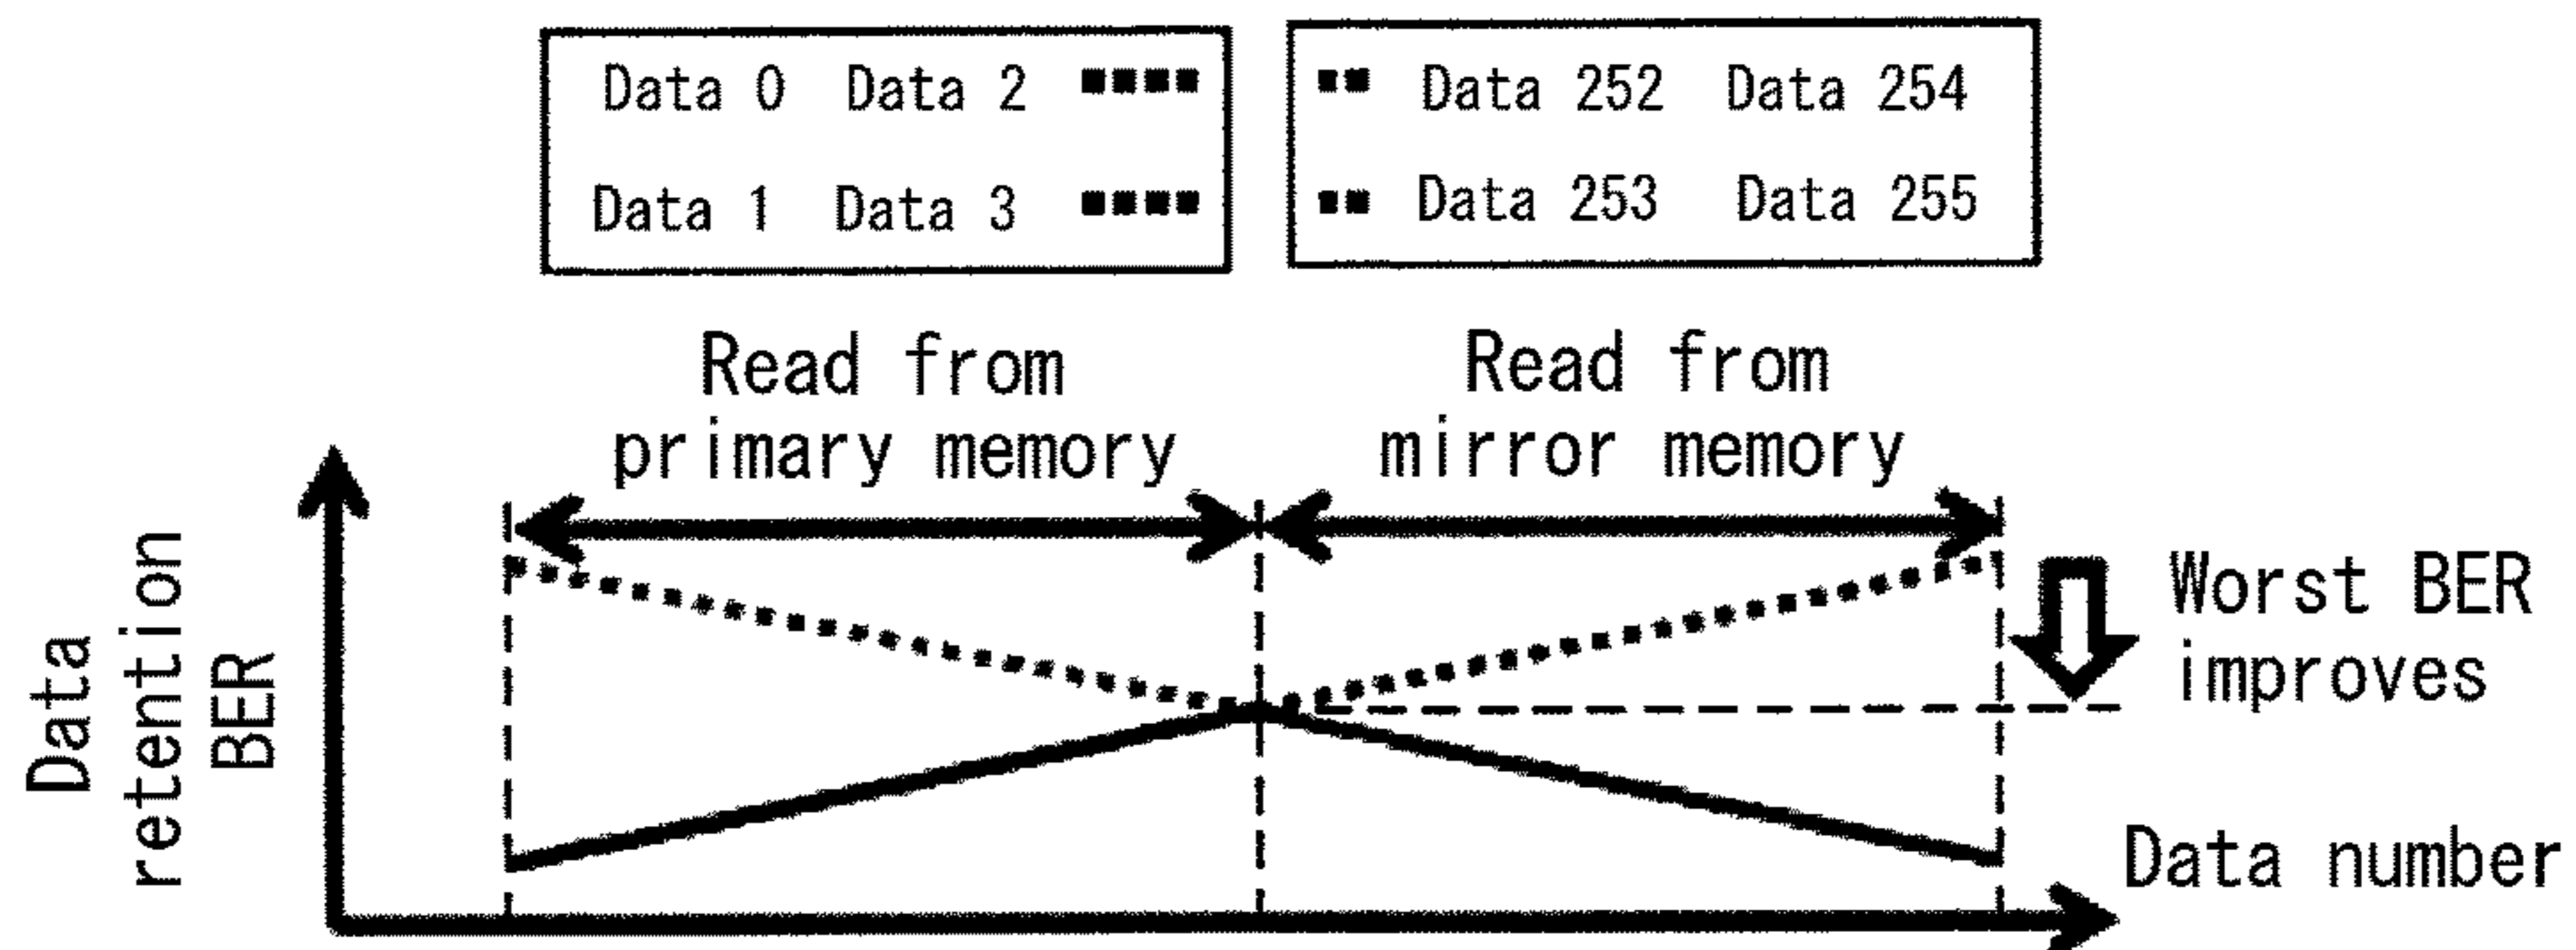 Data 0 Data 2
Data 252 Data 254
Data 1 Data 3
Data 253 Data 255
Read from
primary memory
Read from
mirror memory
Data
retention
BER
Worst BER
improves
Data number